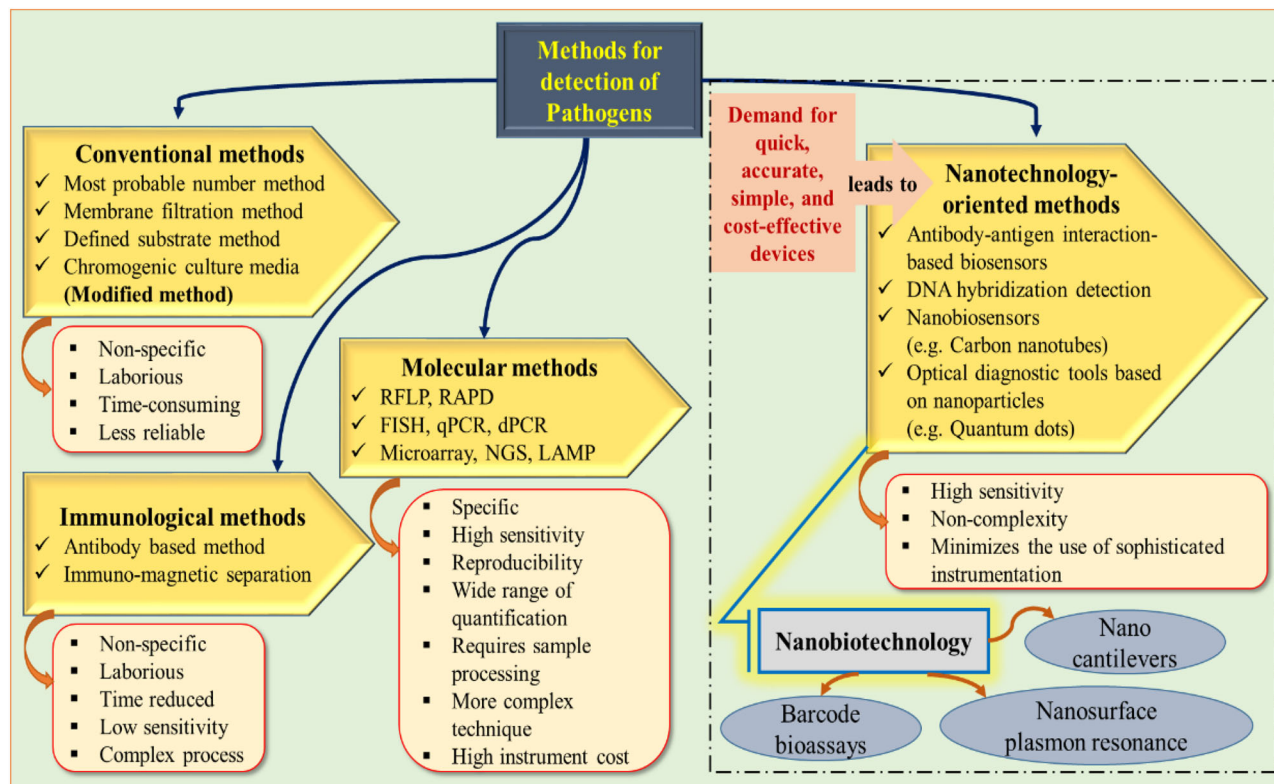 Methods for
detection of
Pathogens
Conventional methods
✓ Most probable number method
✓ Membrane filtration method
✓ Defined substrate method
✓ Chromogenic culture media
(Modified method)
▪ Non-specific
▪ Laborious
▪ Time-consuming
▪ Less reliable
Immunological methods
✓ Antibody based method
✓ Immuno-magnetic separation
▪ Non-specific
▪ Laborious
▪ Time reduced
▪ Low sensitivity
▪ Complex process
Molecular methods
✓ RFLP, RAPD
✓ FISH, qPCR, dPCR
✓ Microarray, NGS, LAMP
▪ Specific
▪ High sensitivity
▪ Reproducibility
▪ Wide range of
quantification
▪ Requires sample
processing
▪ More complex
technique
▪ High instrument cost
Demand for
quick,
accurate,
simple, and
cost-effective
devices
leads to
Nanotechnology-
oriented methods
✓ Antibody-antigen interaction-
based biosensors
✓ DNA hybridization detection
✓ Nanobiosensors
(e.g. Carbon nanotubes)
✓ Optical diagnostic tools based
on nanoparticles
(e.g. Quantum dots)
▪ High sensitivity
▪ Non-complexity
▪ Minimizes the use of sophisticated
instrumentation
Nanobiotechnology
Nano
cantilevers
Barcode
bioassays
Nanosurface
plasmon resonance